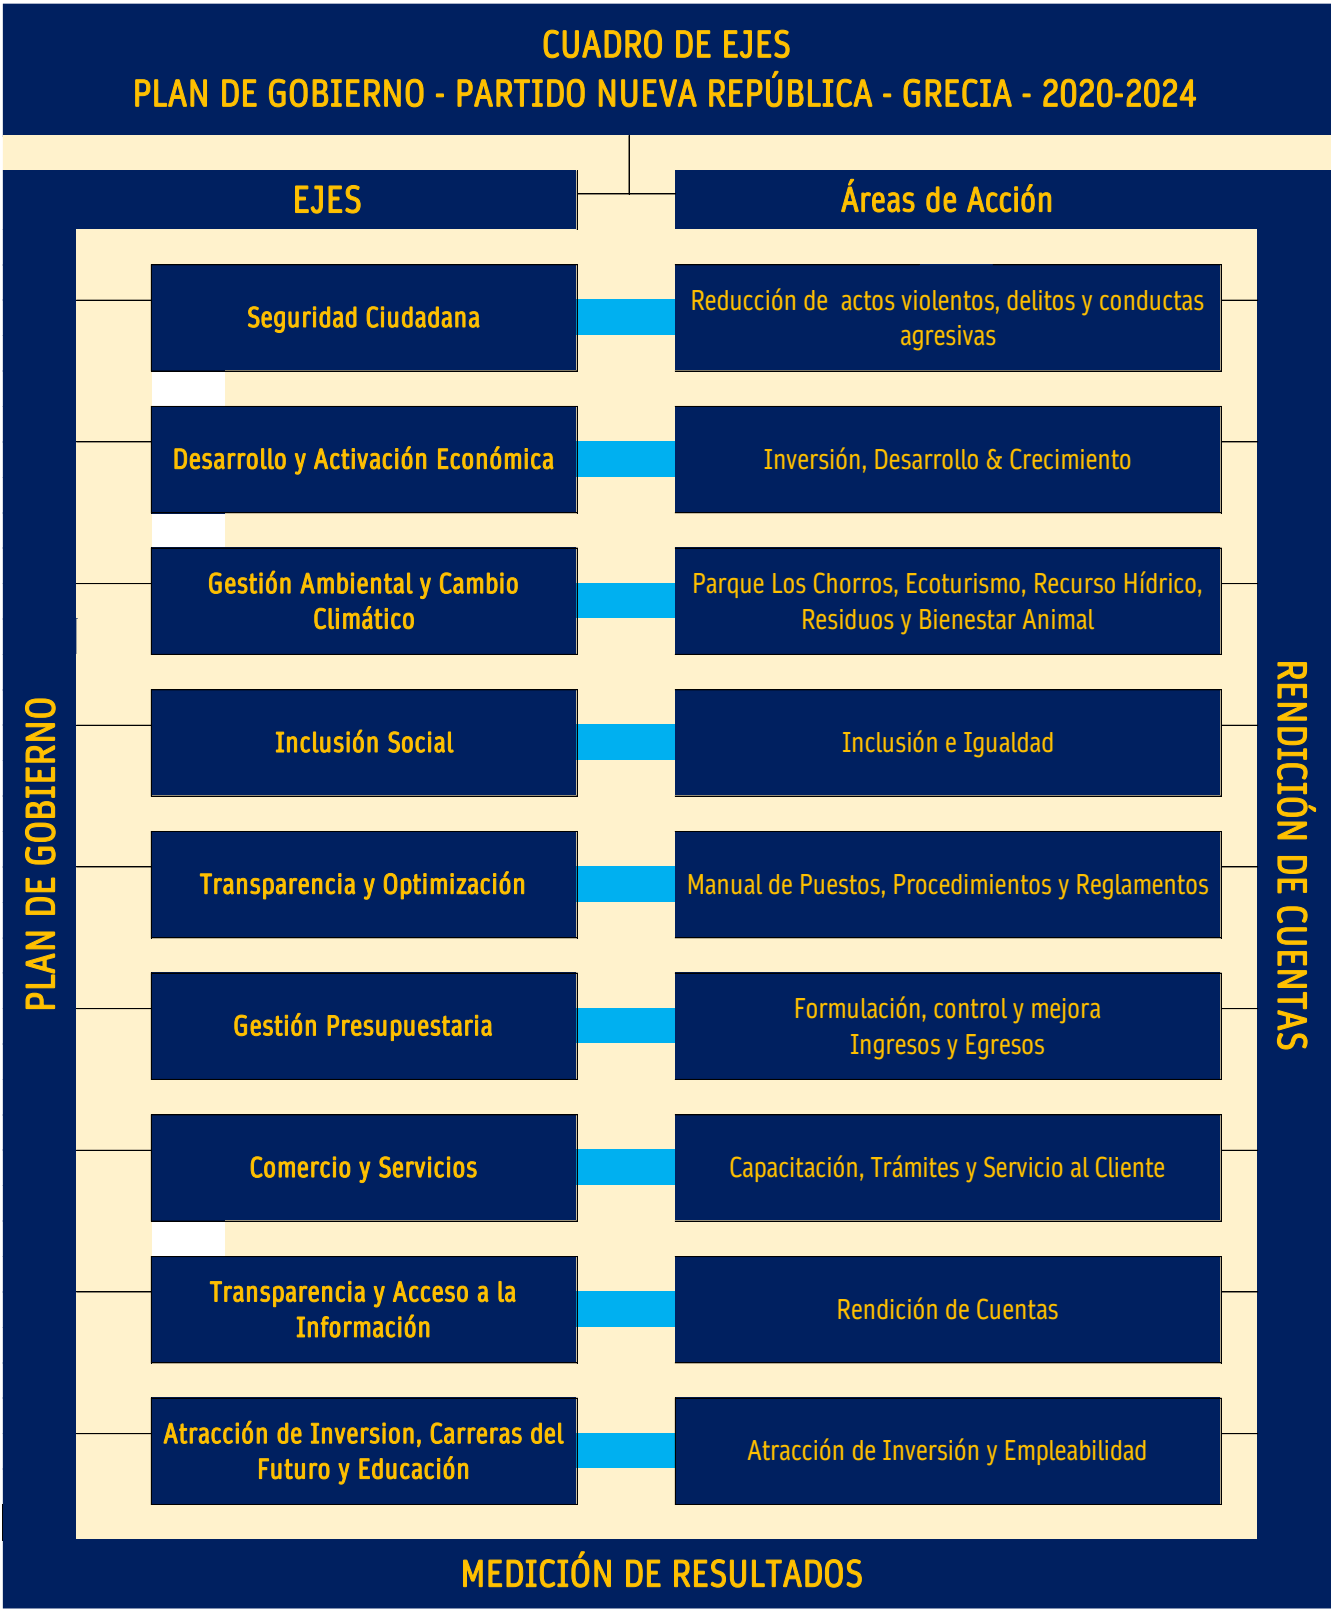 CUADRO DE EJES
PLAN DE GOBIERNO - PARTIDO NUEVA REPÚBLICA - GRECIA - 2020-2024
EJES
Áreas de Acción
PLAN DE GOBIERNO
Seguridad Ciudadana
Reducción de actos violentos, delitos y conductas
agresivas
Desarrollo y Activación Económica
Inversión, Desarrollo & Crecimiento
Gestión Ambiental y Cambio
Climático
Parque Los Chorros, Ecoturismo, Recurso Hídrico,
Residuos y Bienestar Animal
Inclusión Social
Inclusión e Igualdad
Transparencia y Optimización
Manual de Puestos, Procedimientos y Reglamentos
Gestión Presupuestaria
Formulación, control y mejora
Ingresos y Egresos
Comercio y Servicios
Capacitación, Trámites y Servicio al Cliente
Transparencia y Acceso a la
Información
Rendición de Cuentas
Atracción de Inversion, Carreras del
Futuro y Educación
Atracción de Inversión y Empleabilidad
RENDICIÓN DE CUENTAS
MEDICIÓN DE RESULTADOS